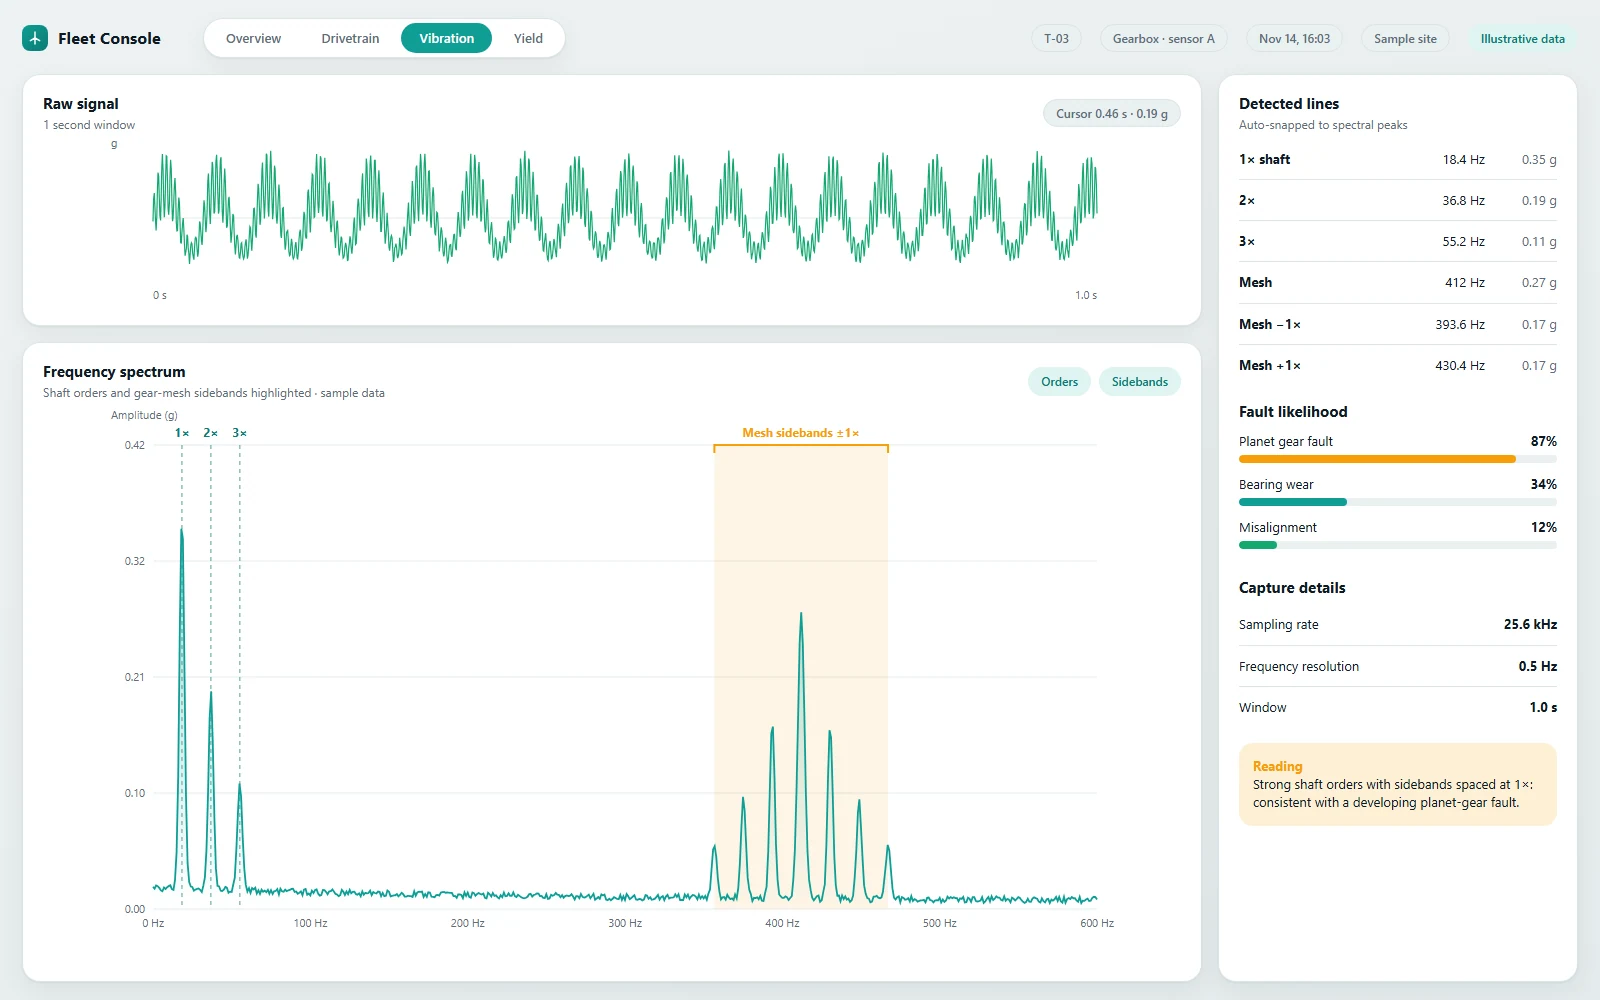 Fleet Console
Overview Drivetrain Vibration Yield
T-03 Gearbox · sensor A Nov 14, 16:03 Sample site Illustrative data
Raw signal
1 second window
Cursor 0.46 s · 0.19 g
g
0 s 1.0 s
Frequency spectrum
Shaft orders and gear-mesh sidebands highlighted · sample data
Orders Sidebands
Amplitude (g)
1× 2× 3× Mesh sidebands ±1×
0.42
0.32
0.21
0.10
0.00
0 Hz 100 Hz 200 Hz 300 Hz 400 Hz 500 Hz 600 Hz
Detected lines
Auto-snapped to spectral peaks
1× shaft 18.4 Hz 0.35 g
2× 36.8 Hz 0.19 g
3× 55.2 Hz 0.11 g
Mesh 412 Hz 0.27 g
Mesh −1× 393.6 Hz 0.17 g
Mesh +1× 430.4 Hz 0.17 g
Fault likelihood
Planet gear fault 87%
Bearing wear 34%
Misalignment 12%
Capture details
Sampling rate 25.6 kHz
Frequency resolution 0.5 Hz
Window 1.0 s
Reading
Strong shaft orders with sidebands spaced at 1×:
consistent with a developing planet-gear fault.